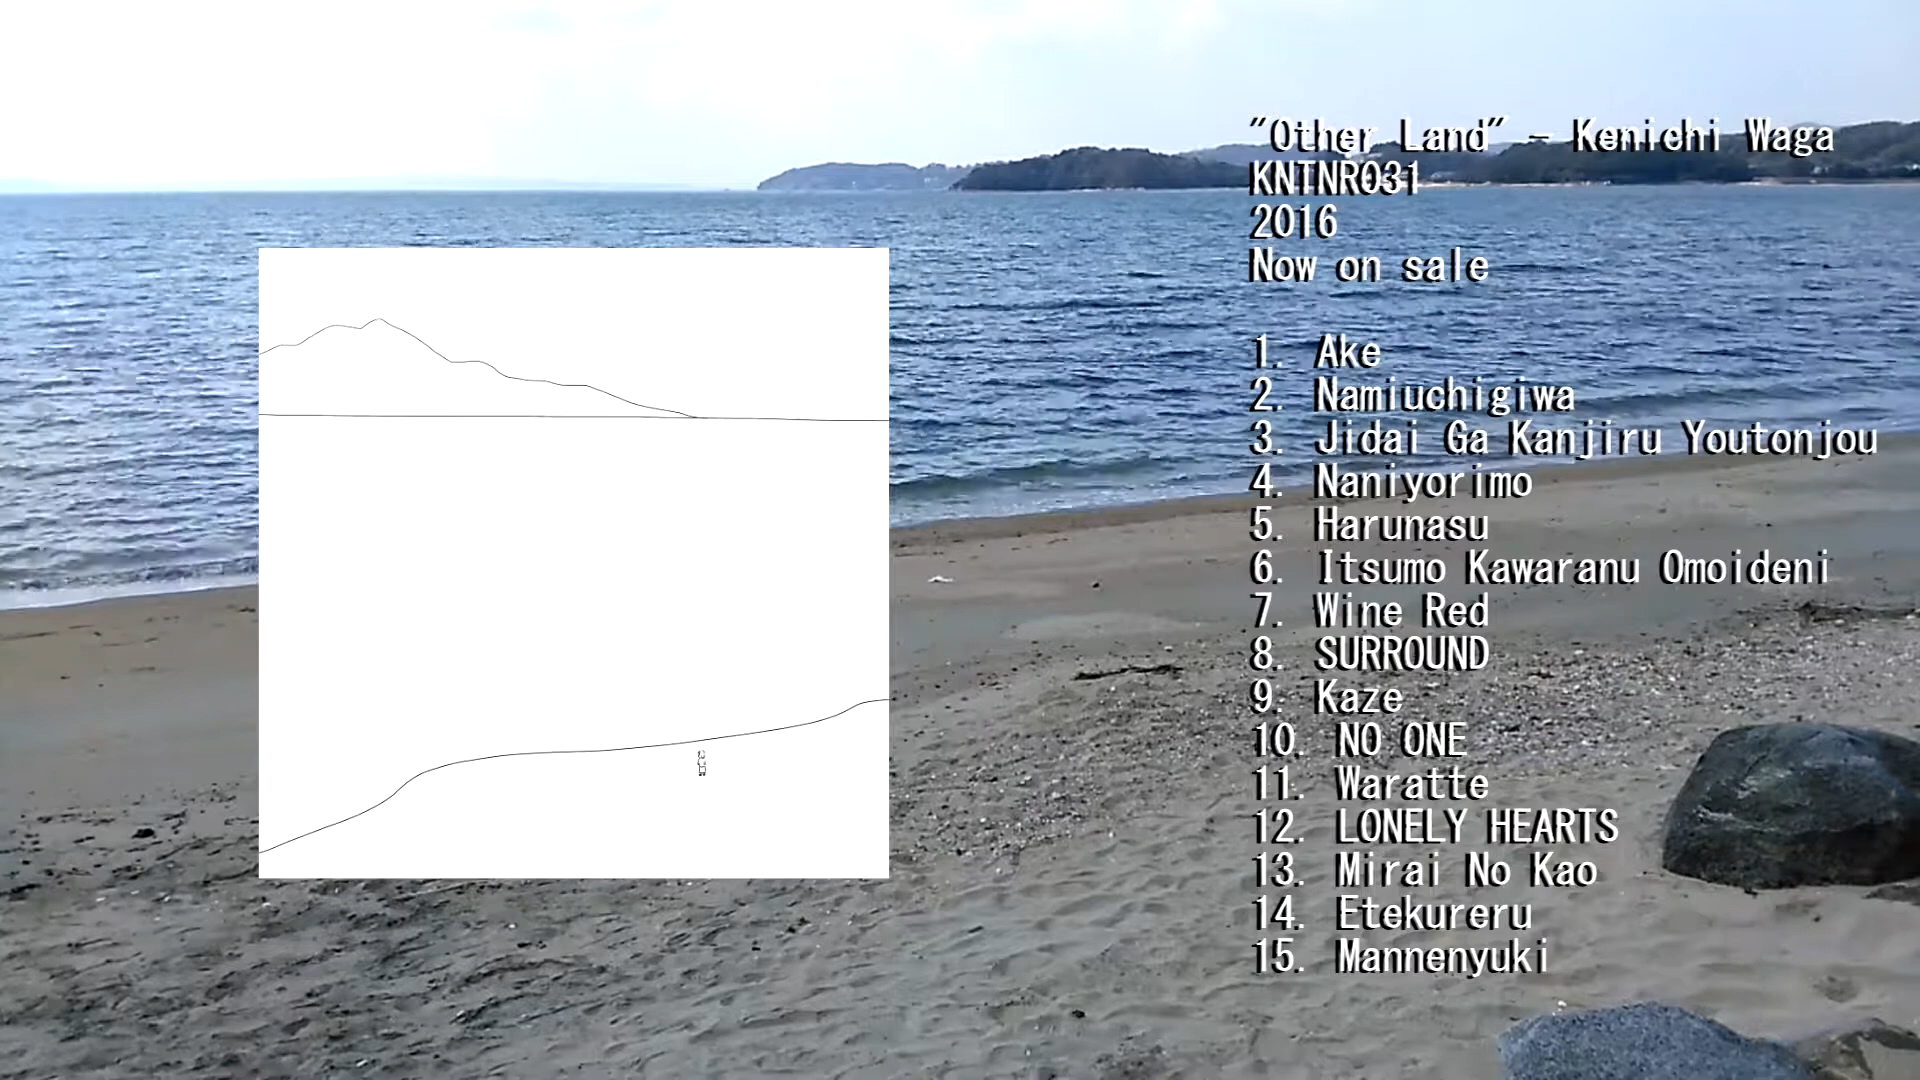 "Other Land" - Kenichi Waga
KNTNR031
2016
Now on sale
1. Ake
2. Namiuchigiwa
3. Jidai Ga Kanjiru Youtonjou
4. Naniyorimo
5. Harunasu
6. Itsumo Kawaranu Omoideni
7. Wine Red
8. SURROUND
9. Kaze
10. NO ONE
11. Waratte
12. LONELY HEARTS
13. Mirai No Kao
14. Etekureru
15. Mannenyuki